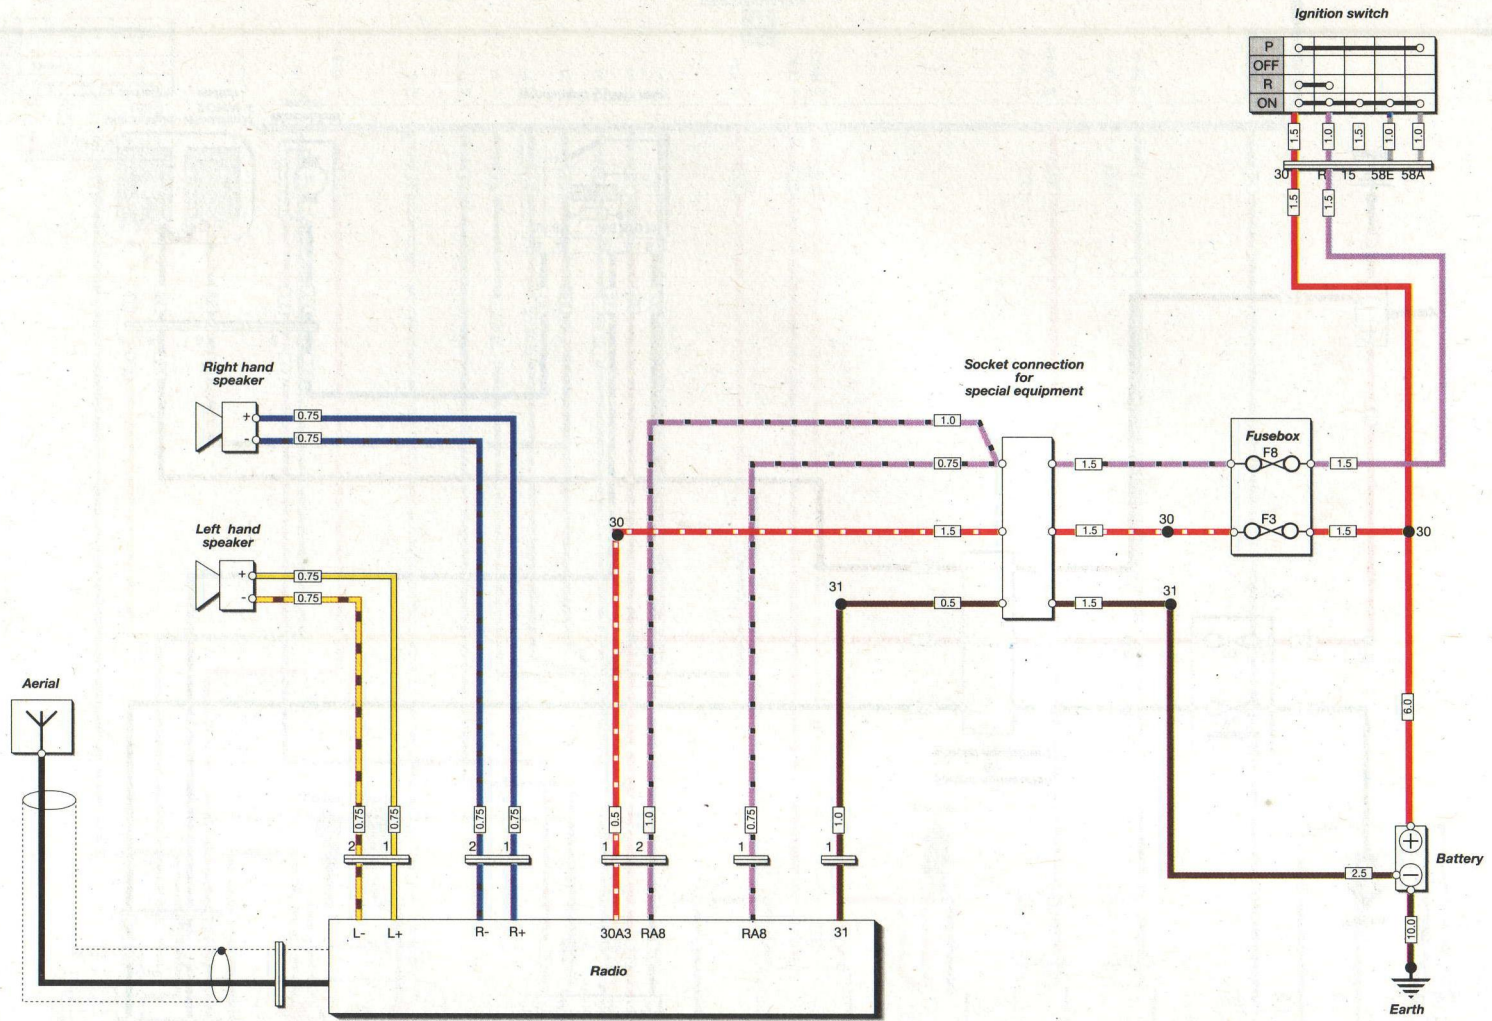 Ignition switch
P
OFF
R
ON
1.5
1.0
1.5
1.0
1.0
30
R
15
58E
58A
1.5
1.5
Right hand
speaker
+
-
0.75
0.75
Socket connection
for
special equipment
1.0
0.75
1.5
Fusebox
F8
1.5
Left hand
speaker
+
-
0.75
0.75
30
1.5
1.5
30
F3
1.5
30
31
0.5
1.5
31
Aerial
6.0
0.75
0.75
0.75
0.75
0.5
1.0
0.75
1.0
2
1
2
1
1
2
1
1
+
−
Battery
2.5
10.0
L-
L+
R-
R+
30A3
RA8
RA8
31
Radio
Earth